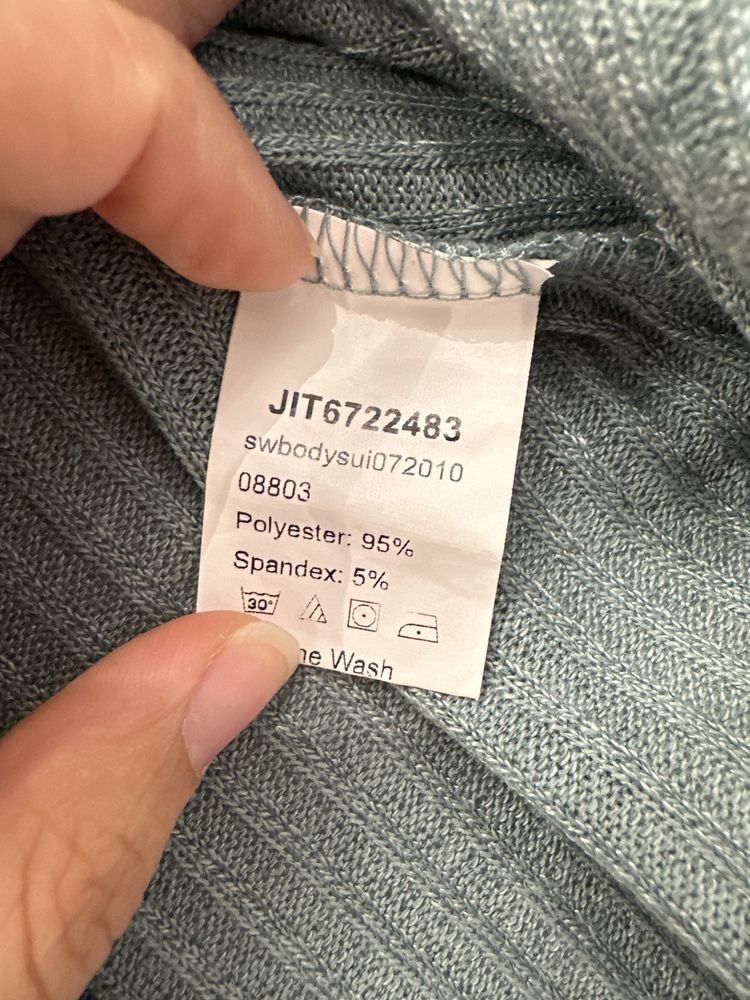 JIT6722483
swbodysui072010
08803
Polyester: 95%
Spandex: 5%
30°
Wash